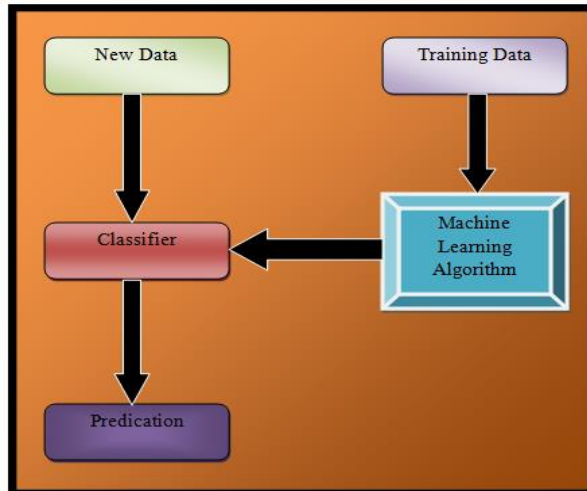 New Data
Training Data
Classifier
Machine
Learning
Algorithm
Predication